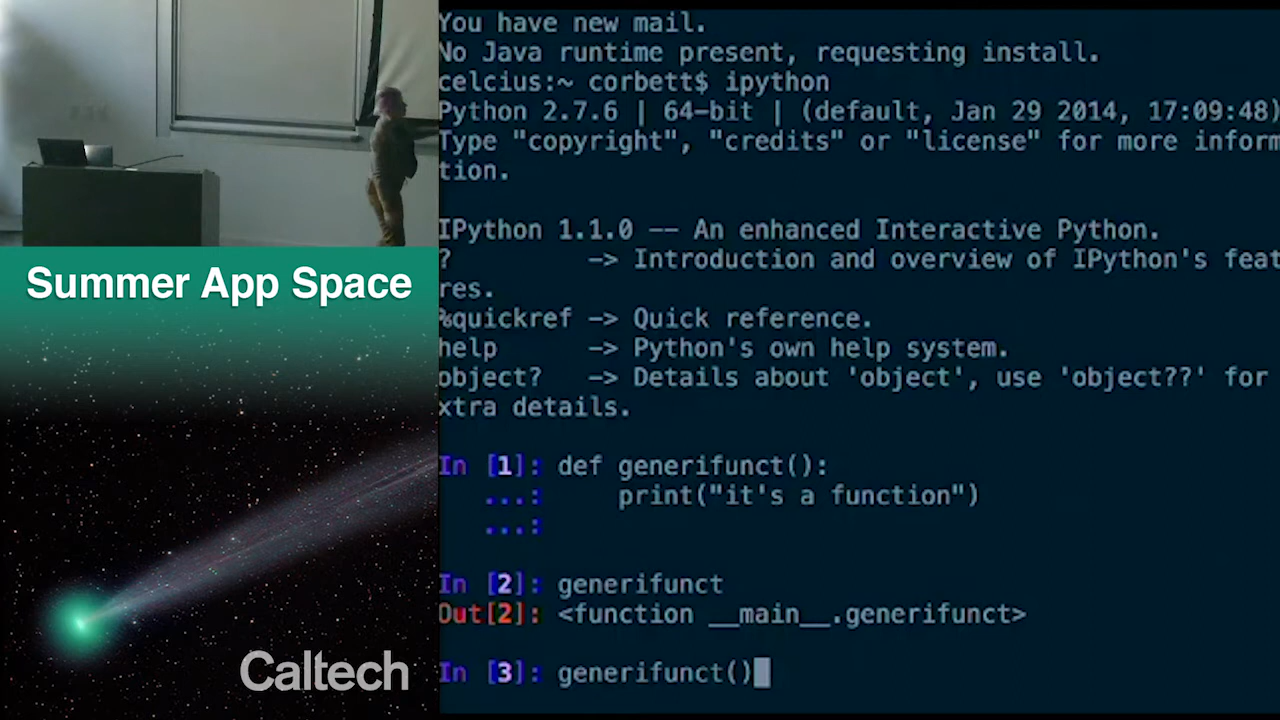 Summer App Space
Caltech
You have new mail.
No Java runtime present, requesting install.
celcius:~ corbett$ ipython
Python 2.7.6 | 64-bit | (default, Jan 29 2014, 17:09:48)
Type "copyright", "credits" or "license" for more inform
tion.
IPython 1.1.0 -- An enhanced Interactive Python.
?         -> Introduction and overview of IPython's feat
res.
%quickref -> Quick reference.
help      -> Python's own help system.
object?   -> Details about 'object', use 'object??' for
xtra details.
In [1]: def generifunct():
   ...:     print("it's a function")
   ...:
In [2]: generifunct
Out[2]: <function __main__.generifunct>
In [3]: generifunct()